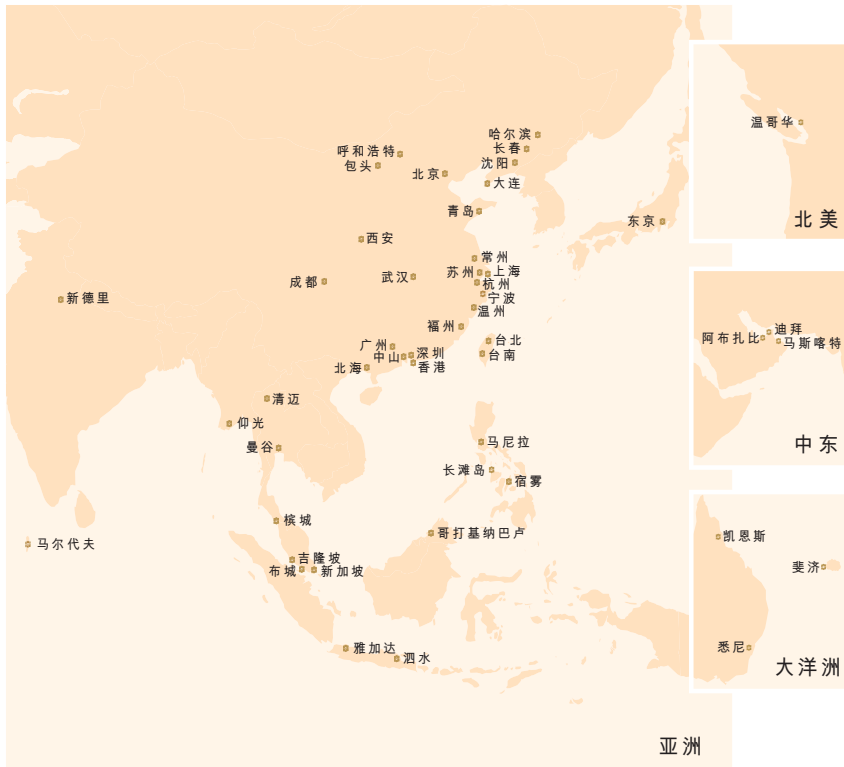 哈尔滨
长春
呼和浩特
沈阳
包头
北京
大连
青岛
东京
西安
常州
苏州
上海
成都
武汉
杭州
宁波
新德里
温州
福州
台北
广州
深圳
台南
中山
香港
北海
清迈
仰光
马尼拉
曼谷
长滩岛
宿雾
槟城
哥打基纳巴卢
马尔代夫
吉隆坡
布城
新加坡
雅加达
泗水
亚洲
温哥华
北美
迪拜
阿布扎比
马斯喀特
中东
凯恩斯
斐济
悉尼
大洋洲